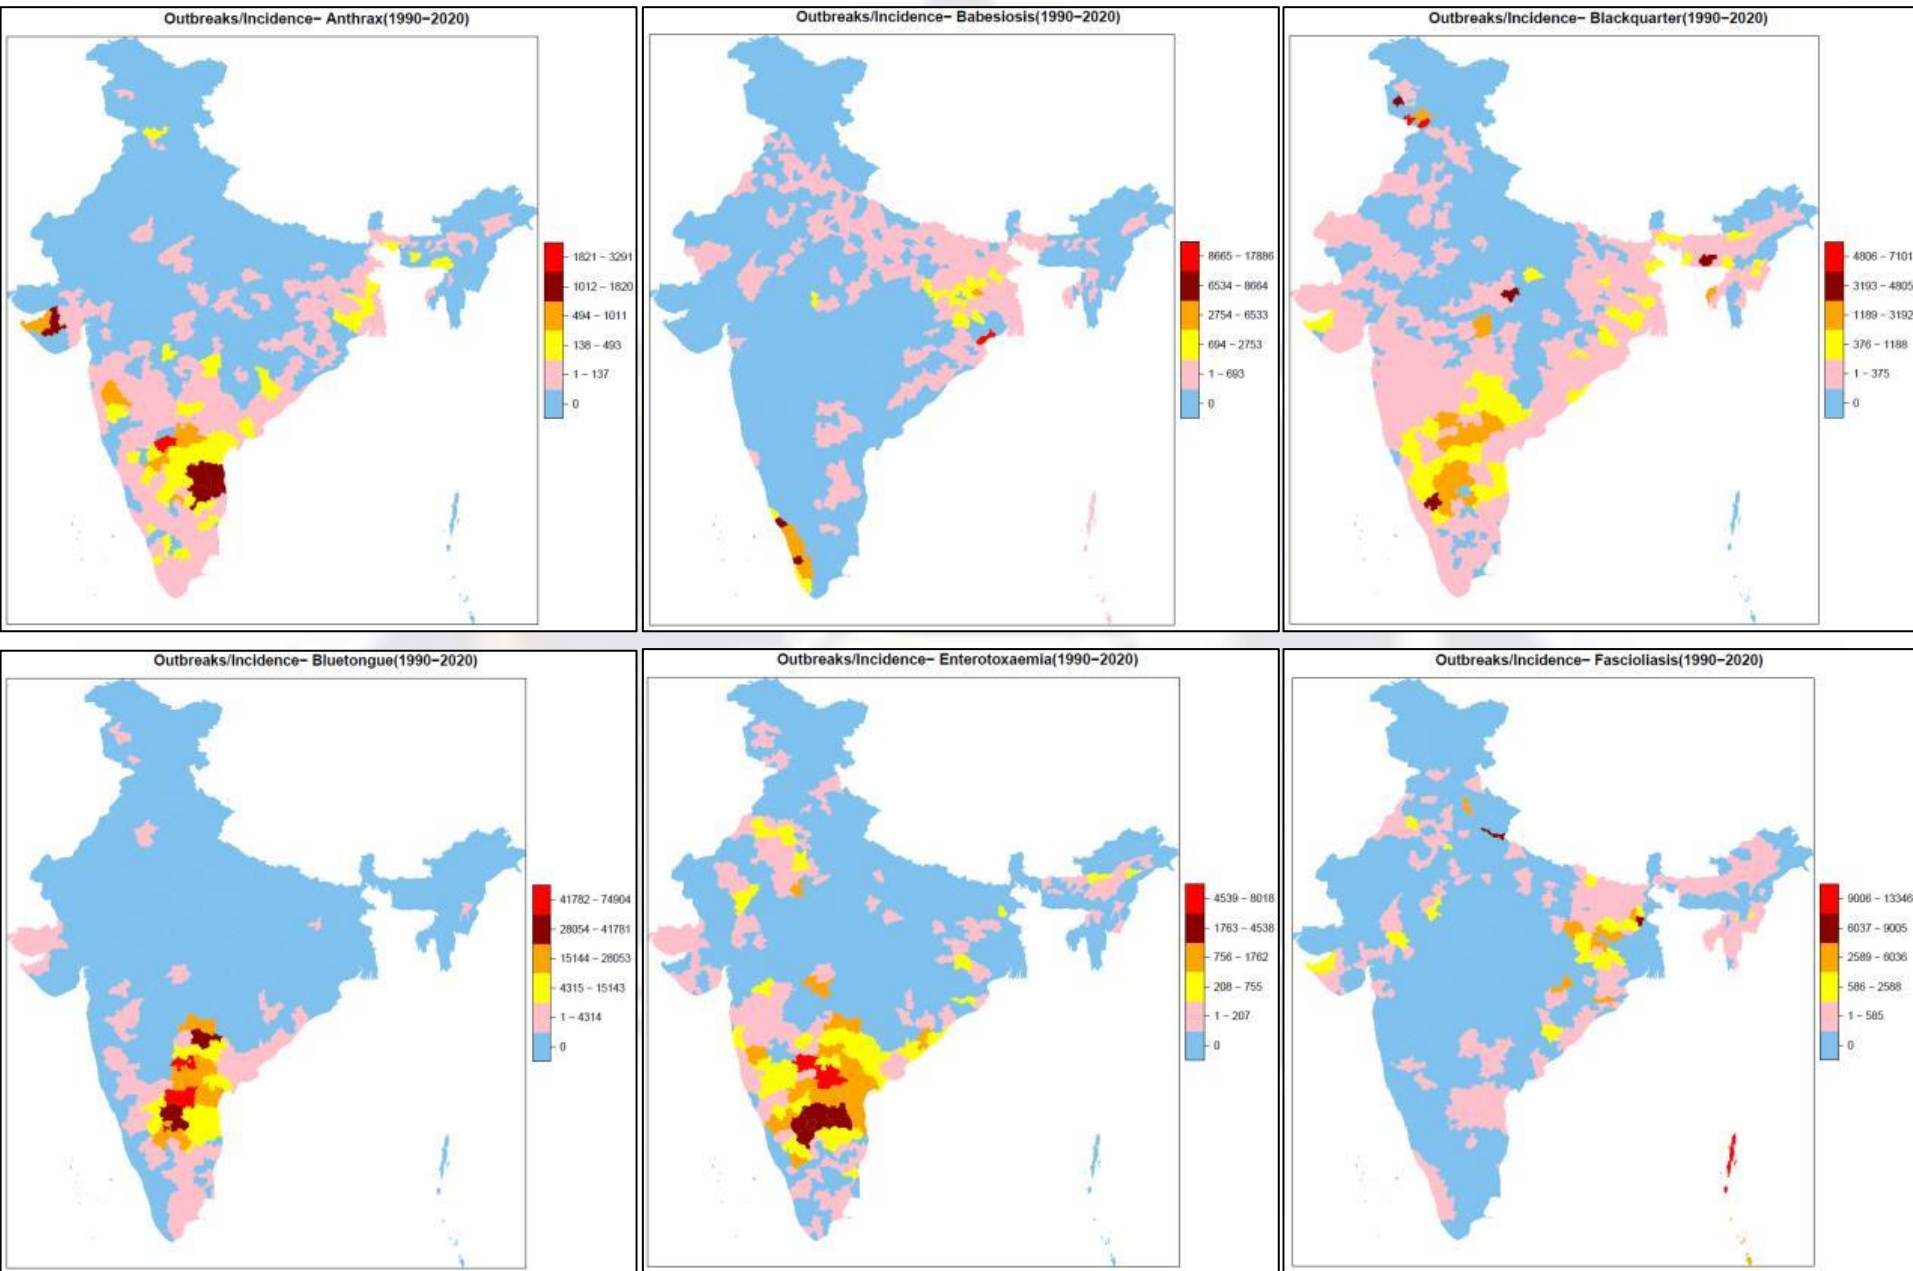 Outbreaks/Incidence− Anthrax(1990−2020)
1821 − 3291
1012 − 1820
494 − 1011
138 − 493
1 − 137
0
Outbreaks/Incidence− Babesiosis(1990−2020)
8665 − 17886
6534 − 8664
2754 − 6533
694 − 2753
1 − 693
0
Outbreaks/Incidence− Blackquarter(1990−2020)
4806 − 7101
3193 − 4805
1189 − 3192
376 − 1188
1 − 375
0
Outbreaks/Incidence− Bluetongue(1990−2020)
41782 − 74904
28054 − 41781
15144 − 28053
4315 − 15143
1 − 4314
0
Outbreaks/Incidence− Enterotoxaemia(1990−2020)
4539 − 8018
1763 − 4538
756 − 1762
208 − 755
1 − 207
0
Outbreaks/Incidence− Fascioliasis(1990−2020)
9006 − 13346
6037 − 9005
2589 − 6036
586 − 2588
1 − 585
0